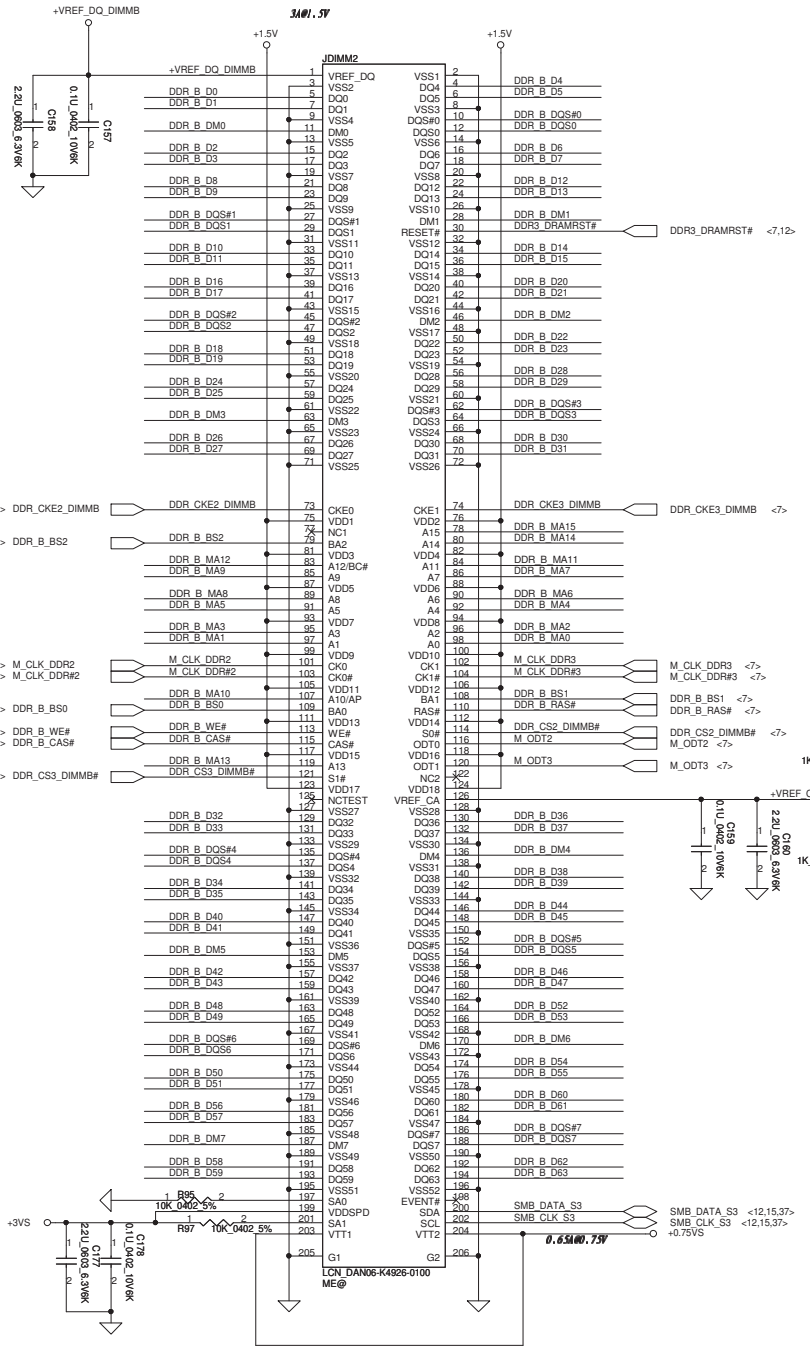 +VREF_DQ_DIMMB
3A@1.5V
+1.5V
+1.5V
JDIMM2
2.2U_0603_6.3V6K
C158
1
2
0.1U_0402_10V6K
C157
1
2
+VREF_DQ_DIMMB 1 VREF_DQ VSS1 2
3 VSS2 DQ4 4 DDR_B_D4
DDR_B_D0 5 DQ0 DQ5 6 DDR_B_D5
DDR_B_D1 7 DQ1 VSS3 8
9 VSS4 DQS#0 10 DDR_B_DQS#0
DDR_B_DM0 11 DM0 DQS0 12 DDR_B_DQS0
13 VSS5 VSS6 14
DDR_B_D2 15 DQ2 DQ6 16 DDR_B_D6
DDR_B_D3 17 DQ3 DQ7 18 DDR_B_D7
19 VSS7 VSS8 20
DDR_B_D8 21 DQ8 DQ12 22 DDR_B_D12
DDR_B_D9 23 DQ9 DQ13 24 DDR_B_D13
25 VSS9 VSS10 26
DDR_B_DQS#1 27 DQS#1 DM1 28 DDR_B_DM1
DDR_B_DQS1 29 DQS1 RESET# 30 DDR3_DRAMRST# DDR3_DRAMRST# <7,12>
31 VSS11 VSS12 32
DDR_B_D10 33 DQ10 DQ14 34 DDR_B_D14
DDR_B_D11 35 DQ11 DQ15 36 DDR_B_D15
37 VSS13 VSS14 38
DDR_B_D16 39 DQ16 DQ20 40 DDR_B_D20
DDR_B_D17 41 DQ17 DQ21 42 DDR_B_D21
43 VSS15 VSS16 44
DDR_B_DQS#2 45 DQS#2 DM2 46 DDR_B_DM2
DDR_B_DQS2 47 DQS2 VSS17 48
49 VSS18 DQ22 50 DDR_B_D22
DDR_B_D18 51 DQ18 DQ23 52 DDR_B_D23
DDR_B_D19 53 DQ19 VSS19 54
55 VSS20 DQ28 56 DDR_B_D28
DDR_B_D24 57 DQ24 DQ29 58 DDR_B_D29
DDR_B_D25 59 DQ25 VSS21 60
61 VSS22 DQS#3 62 DDR_B_DQS#3
DDR_B_DM3 63 DM3 DQS3 64 DDR_B_DQS3
65 VSS23 VSS24 66
DDR_B_D26 67 DQ26 DQ30 68 DDR_B_D30
DDR_B_D27 69 DQ27 DQ31 70 DDR_B_D31
71 VSS25 VSS26 72
> DDR_CKE2_DIMMB DDR_CKE2_DIMMB 73 CKE0 CKE1 74 DDR_CKE3_DIMMB DDR_CKE3_DIMMB <7>
75 VDD1 VDD2 76
77 NC1 A15 78 DDR_B_MA15
> DDR_B_BS2 DDR_B_BS2 79 BA2 A14 80 DDR_B_MA14
81 VDD3 VDD4 82
DDR_B_MA12 83 A12/BC# A11 84 DDR_B_MA11
DDR_B_MA9 85 A9 A7 86 DDR_B_MA7
87 VDD5 VDD6 88
DDR_B_MA8 89 A8 A6 90 DDR_B_MA6
DDR_B_MA5 91 A5 A4 92 DDR_B_MA4
93 VDD7 VDD8 94
DDR_B_MA3 95 A3 A2 96 DDR_B_MA2
DDR_B_MA1 97 A1 A0 98 DDR_B_MA0
99 VDD9 VDD10 100
> M_CLK_DDR2 M_CLK_DDR2 101 CK0 CK1 102 M_CLK_DDR3 M_CLK_DDR3 <7>
> M_CLK_DDR#2 M_CLK_DDR#2 103 CK0# CK1# 104 M_CLK_DDR#3 M_CLK_DDR#3 <7>
105 VDD11 VDD12 106
DDR_B_MA10 107 A10/AP BA1 108 DDR_B_BS1 DDR_B_BS1 <7>
> DDR_B_BS0 DDR_B_BS0 109 BA0 RAS# 110 DDR_B_RAS# DDR_B_RAS# <7>
111 VDD13 VDD14 112
> DDR_B_WE# DDR_B_WE# 113 WE# S0# 114 DDR_CS2_DIMMB# DDR_CS2_DIMMB# <7>
> DDR_B_CAS# DDR_B_CAS# 115 CAS# ODT0 116 M_ODT2 M_ODT2 <7>
117 VDD15 VDD16 118
DDR_B_MA13 119 A13 ODT1 120 M_ODT3 M_ODT3 <7>
> DDR_CS3_DIMMB# DDR_CS3_DIMMB# 121 S1# NC2 122
123 VDD17 VDD18 124
125 NCTEST VREF_CA 126
127 VSS27 VSS28 128
DDR_B_D32 129 DQ32 DQ36 130 DDR_B_D36
DDR_B_D33 131 DQ33 DQ37 132 DDR_B_D37
133 VSS29 VSS30 134
DDR_B_DQS#4 135 DQS#4 DM4 136 DDR_B_DM4
DDR_B_DQS4 137 DQS4 VSS31 138
139 VSS32 DQ38 140 DDR_B_D38
DDR_B_D34 141 DQ34 DQ39 142 DDR_B_D39
DDR_B_D35 143 DQ35 VSS33 144
145 VSS34 DQ44 146 DDR_B_D44
DDR_B_D40 147 DQ40 DQ45 148 DDR_B_D45
DDR_B_D41 149 DQ41 VSS35 150
151 VSS36 DQS#5 152 DDR_B_DQS#5
DDR_B_DM5 153 DM5 DQS5 154 DDR_B_DQS5
155 VSS37 VSS38 156
DDR_B_D42 157 DQ42 DQ46 158 DDR_B_D46
DDR_B_D43 159 DQ43 DQ47 160 DDR_B_D47
161 VSS39 VSS40 162
DDR_B_D48 163 DQ48 DQ52 164 DDR_B_D52
DDR_B_D49 165 DQ49 DQ53 166 DDR_B_D53
167 VSS41 VSS42 168
DDR_B_DQS#6 169 DQS#6 DM6 170 DDR_B_DM6
DDR_B_DQS6 171 DQS6 VSS43 172
173 VSS44 DQ54 174 DDR_B_D54
DDR_B_D50 175 DQ50 DQ55 176 DDR_B_D55
DDR_B_D51 177 DQ51 VSS45 178
179 VSS46 DQ60 180 DDR_B_D60
DDR_B_D56 181 DQ56 DQ61 182 DDR_B_D61
DDR_B_D57 183 DQ57 VSS47 184
185 VSS48 DQS#7 186 DDR_B_DQS#7
DDR_B_DM7 187 DM7 DQS7 188 DDR_B_DQS7
189 VSS49 VSS50 190
DDR_B_D58 191 DQ58 DQ62 192 DDR_B_D62
DDR_B_D59 193 DQ59 DQ63 194 DDR_B_D63
195 VSS51 VSS52 196
1 R95 2 197 SA0 EVENT# 198
10K_0402_5%
199 VDDSPD SDA 200 SMB_DATA_S3 SMB_DATA_S3 <12,15,37>
+3VS 1 2 201 SA1 SCL 202 SMB_CLK_S3 SMB_CLK_S3 <12,15,37>
R97 10K_0402_5%
203 VTT1 VTT2 204 +0.75VS
0.65A@0.75V
205 G1 G2 206
LCN_DAN06-K4926-0100
ME@
2.2U_0603_6.3V6K
C177
1
2
0.1U_0402_10V6K
C178
1
2
1K
+VREF_C
0.1U_0402_10V6K
C159
1
2
2.2U_0603_6.3V6K
C160
1
2
1K_